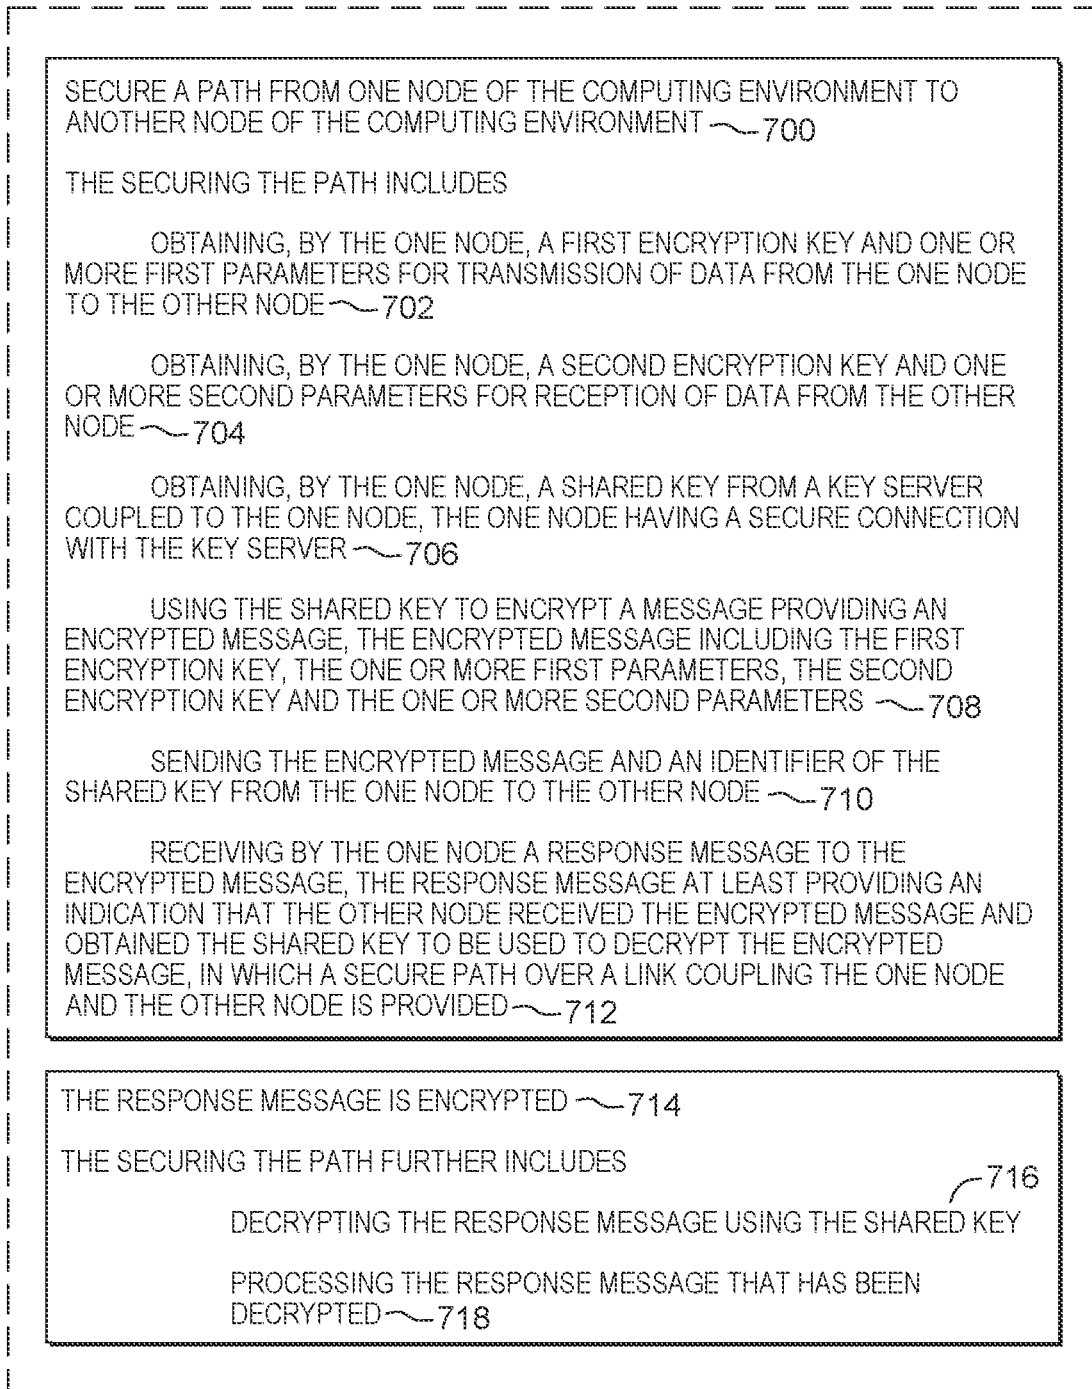 SECURE A PATH FROM ONE NODE OF THE COMPUTING ENVIRONMENT TO
ANOTHER NODE OF THE COMPUTING ENVIRONMENT 700
THE SECURING THE PATH INCLUDES
OBTAINING, BY THE ONE NODE, A FIRST ENCRYPTION KEY AND ONE OR
MORE FIRST PARAMETERS FOR TRANSMISSION OF DATA FROM THE ONE NODE
TO THE OTHER NODE 702
OBTAINING, BY THE ONE NODE, A SECOND ENCRYPTION KEY AND ONE
OR MORE SECOND PARAMETERS FOR RECEPTION OF DATA FROM THE OTHER
NODE 704
OBTAINING, BY THE ONE NODE, A SHARED KEY FROM A KEY SERVER
COUPLED TO THE ONE NODE, THE ONE NODE HAVING A SECURE CONNECTION
WITH THE KEY SERVER 706
USING THE SHARED KEY TO ENCRYPT A MESSAGE PROVIDING AN
ENCRYPTED MESSAGE, THE ENCRYPTED MESSAGE INCLUDING THE FIRST
ENCRYPTION KEY, THE ONE OR MORE FIRST PARAMETERS, THE SECOND
ENCRYPTION KEY AND THE ONE OR MORE SECOND PARAMETERS 708
SENDING THE ENCRYPTED MESSAGE AND AN IDENTIFIER OF THE
SHARED KEY FROM THE ONE NODE TO THE OTHER NODE 710
RECEIVING BY THE ONE NODE A RESPONSE MESSAGE TO THE
ENCRYPTED MESSAGE, THE RESPONSE MESSAGE AT LEAST PROVIDING AN
INDICATION THAT THE OTHER NODE RECEIVED THE ENCRYPTED MESSAGE AND
OBTAINED THE SHARED KEY TO BE USED TO DECRYPT THE ENCRYPTED
MESSAGE, IN WHICH A SECURE PATH OVER A LINK COUPLING THE ONE NODE
AND THE OTHER NODE IS PROVIDED 712
THE RESPONSE MESSAGE IS ENCRYPTED 714
THE SECURING THE PATH FURTHER INCLUDES
716
DECRYPTING THE RESPONSE MESSAGE USING THE SHARED KEY
PROCESSING THE RESPONSE MESSAGE THAT HAS BEEN
DECRYPTED 718